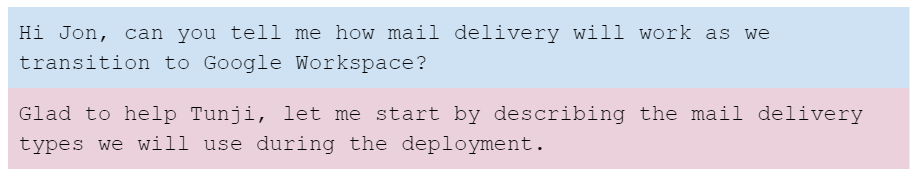 Hi Jon, can you tell me how mail delivery will work as we
transition to Google Workspace?
Glad to help Tunji, let me start by describing the mail delivery
types we will use during the deployment.